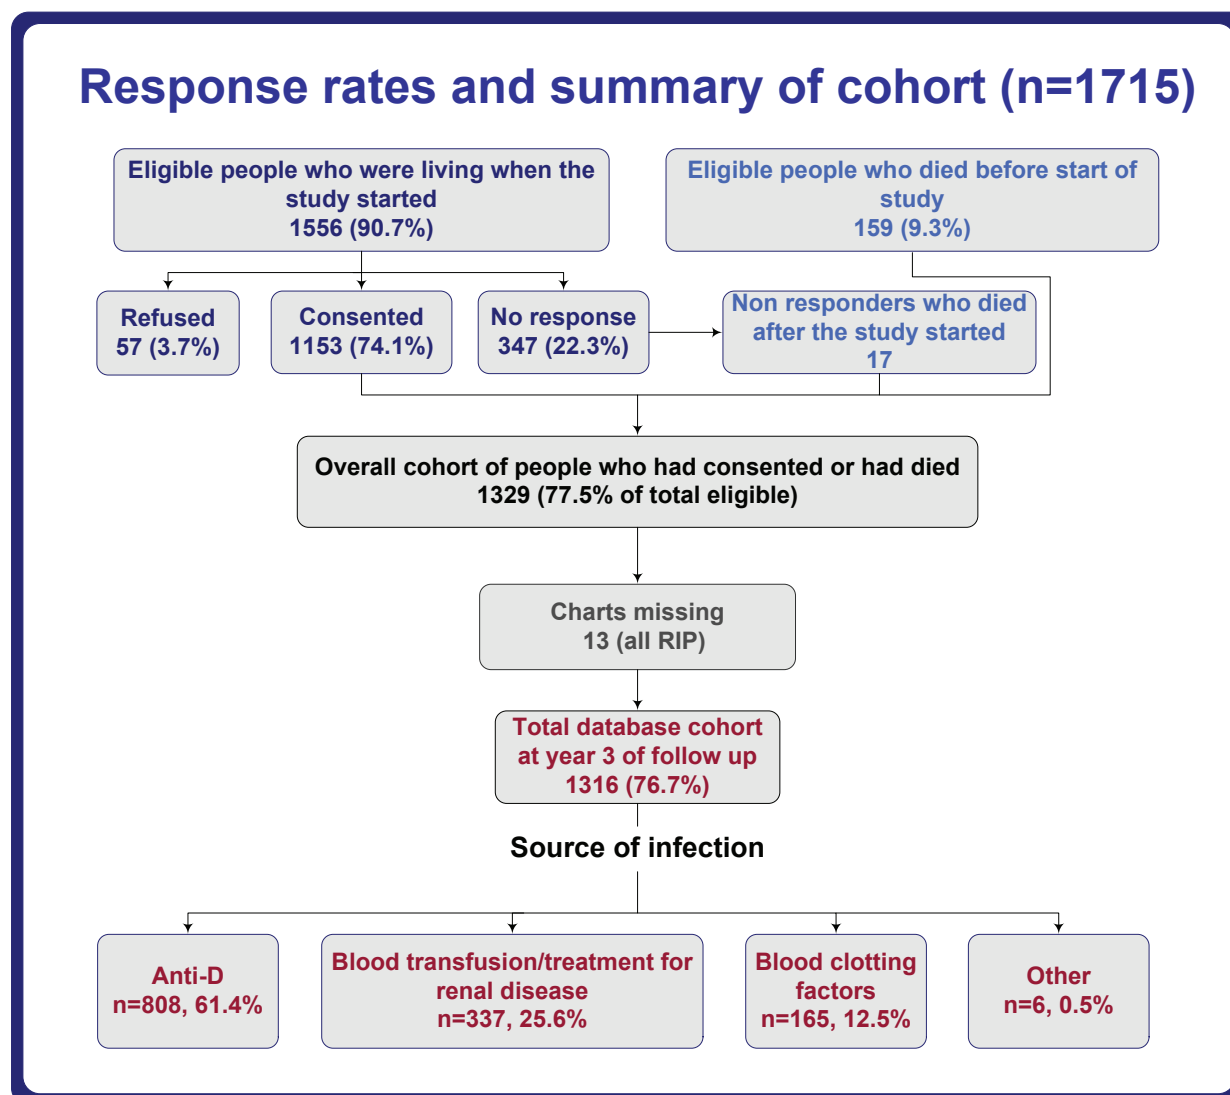 Response rates and summary of cohort (n=1715)
Eligible people who were living when the
study started
1556 (90.7%)
Eligible people who died before start of
study
159 (9.3%)
Refused
57 (3.7%)
Consented
1153 (74.1%)
No response
347 (22.3%)
Non responders who died
after the study started
17
Overall cohort of people who had consented or had died
1329 (77.5% of total eligible)
Charts missing
13 (all RIP)
Total database cohort
at year 3 of follow up
1316 (76.7%)
Source of infection
Anti-D
n=808, 61.4%
Blood transfusion/treatment for
renal disease
n=337, 25.6%
Blood clotting
factors
n=165, 12.5%
Other
n=6, 0.5%